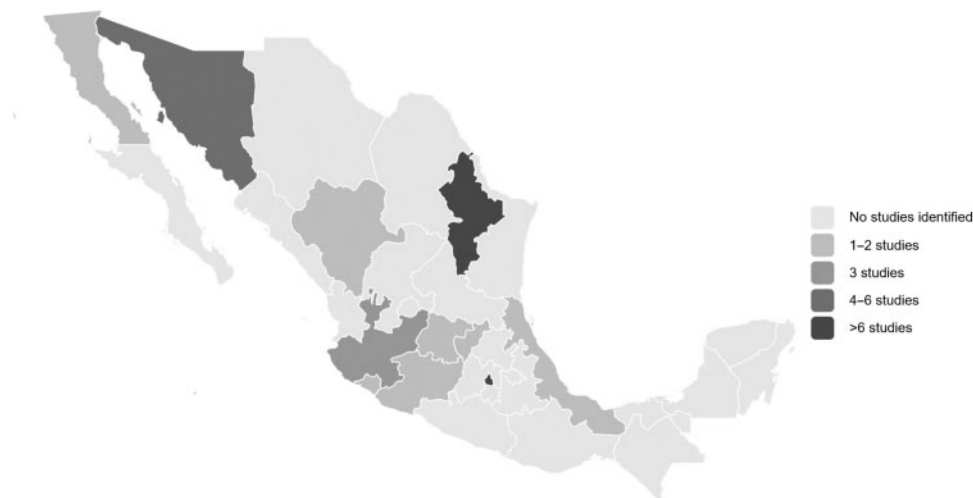 No studies identified
1–2 studies
3 studies
4–6 studies
>6 studies